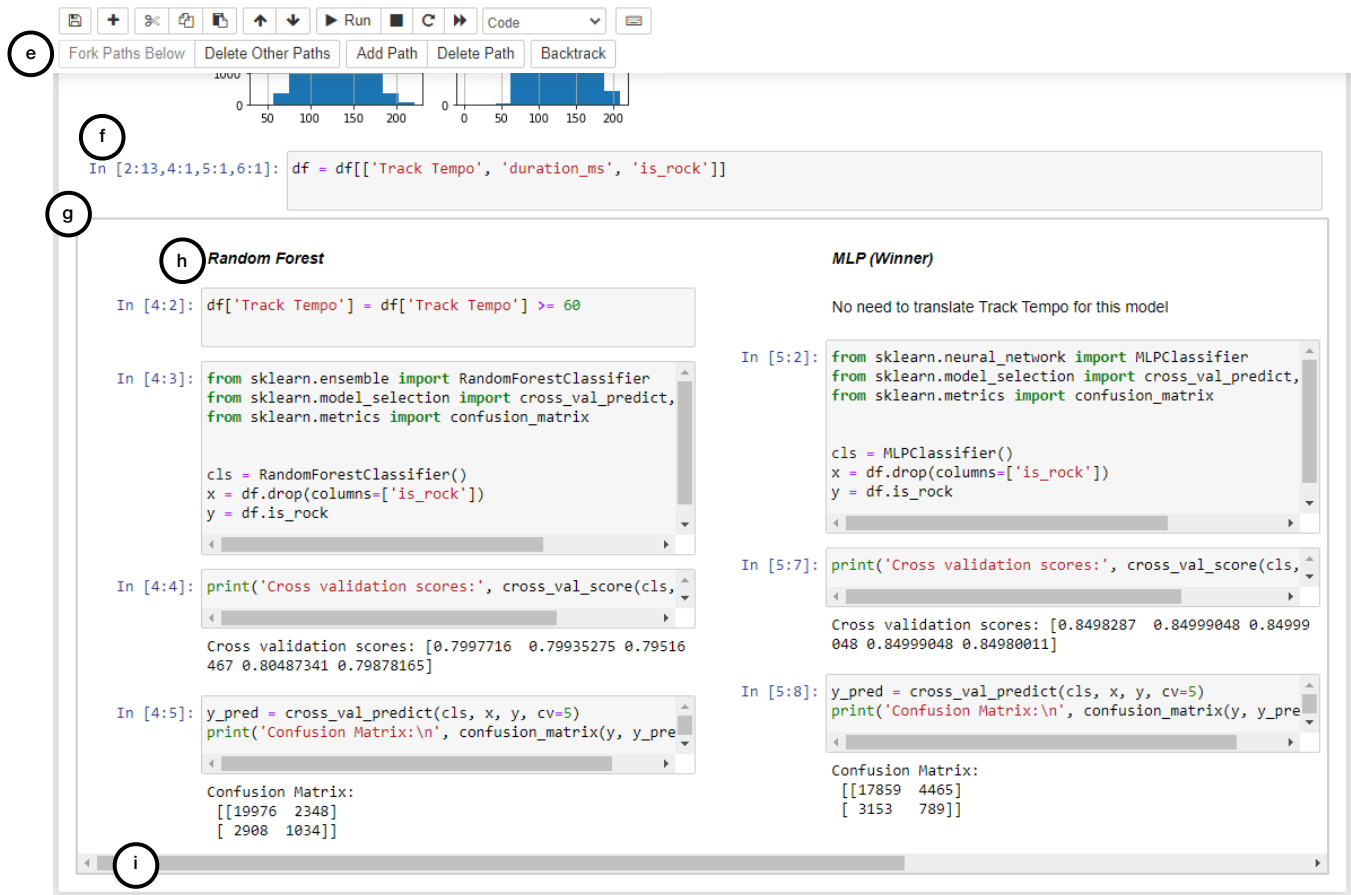 Run Code
e Fork Paths Below Delete Other Paths Add Path Delete Path Backtrack
1000
0 0
50 100 150 200 0 50 100 150 200
f
In [2:13,4:1,5:1,6:1]: df = df[['Track Tempo', 'duration_ms', 'is_rock']]
g
h Random Forest
In [4:2]: df['Track Tempo'] = df['Track Tempo'] >= 60
In [4:3]: from sklearn.ensemble import RandomForestClassifier
from sklearn.model_selection import cross_val_predict,
from sklearn.metrics import confusion_matrix
cls = RandomForestClassifier()
x = df.drop(columns=['is_rock'])
y = df.is_rock
In [4:4]: print('Cross validation scores:', cross_val_score(cls,
Cross validation scores: [0.7997716  0.79935275 0.79516
467 0.80487341 0.79878165]
In [4:5]: y_pred = cross_val_predict(cls, x, y, cv=5)
print('Confusion Matrix:\n', confusion_matrix(y, y_pre
Confusion Matrix:
[[19976  2348]
[ 2908  1034]]
MLP (Winner)
No need to translate Track Tempo for this model
In [5:2]: from sklearn.neural_network import MLPClassifier
from sklearn.model_selection import cross_val_predict,
from sklearn.metrics import confusion_matrix
cls = MLPClassifier()
x = df.drop(columns=['is_rock'])
y = df.is_rock
In [5:7]: print('Cross validation scores:', cross_val_score(cls,
Cross validation scores: [0.8498287  0.84999048 0.84999
048 0.84999048 0.84980011]
In [5:8]: y_pred = cross_val_predict(cls, x, y, cv=5)
print('Confusion Matrix:\n', confusion_matrix(y, y_pre
Confusion Matrix:
[[17859  4465]
[ 3153   789]]
i